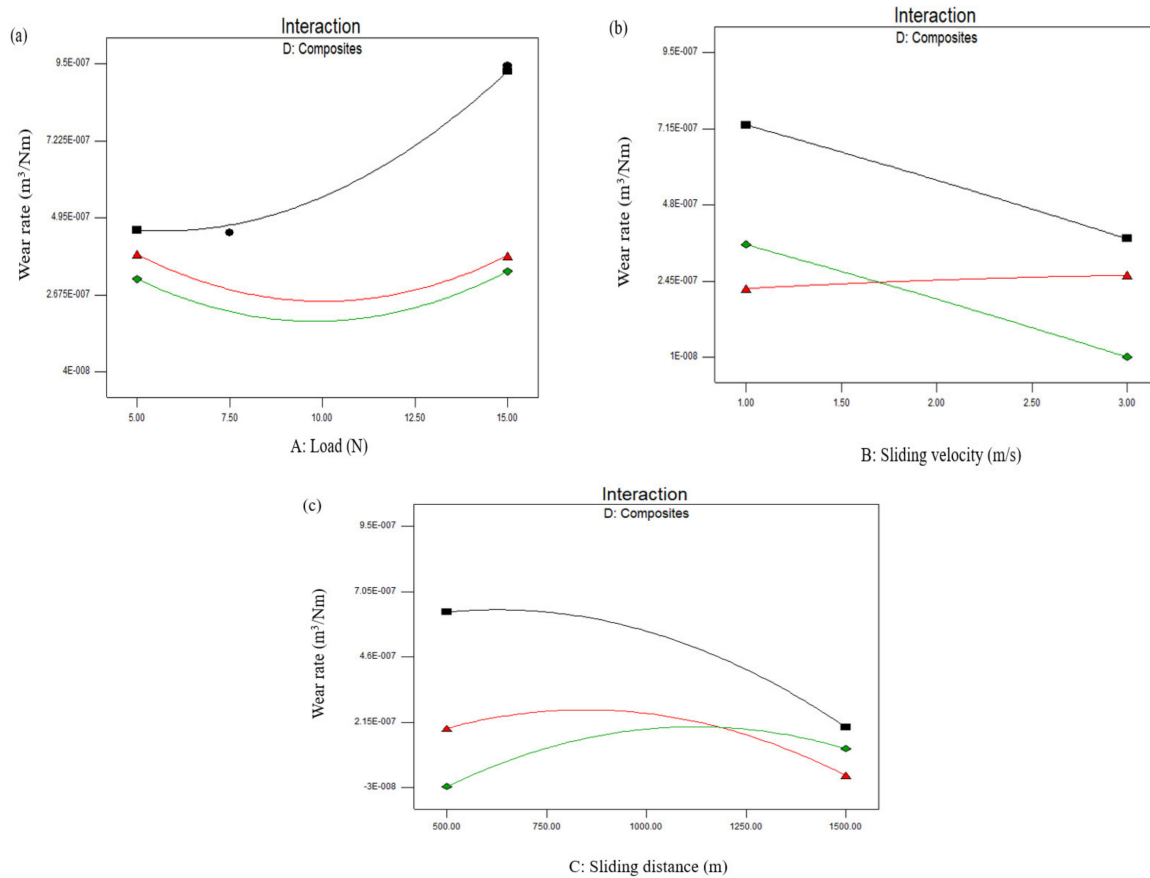 (a)
Interaction
D: Composites
9.5E-007
7.225E-007
4.95E-007
2.675E-007
4E-008
Wear rate (m³/Nm)
5.00 7.50 10.00 12.50 15.00
A: Load (N)
(b)
Interaction
D: Composites
9.5E-007
7.15E-007
4.8E-007
2.45E-007
1E-008
Wear rate (m³/Nm)
1.00 1.50 2.00 2.50 3.00
B: Sliding velocity (m/s)
(c)
Interaction
D: Composites
9.5E-007
7.05E-007
4.6E-007
2.15E-007
-3E-008
Wear rate (m³/Nm)
500.00 750.00 1000.00 1250.00 1500.00
C: Sliding distance (m)